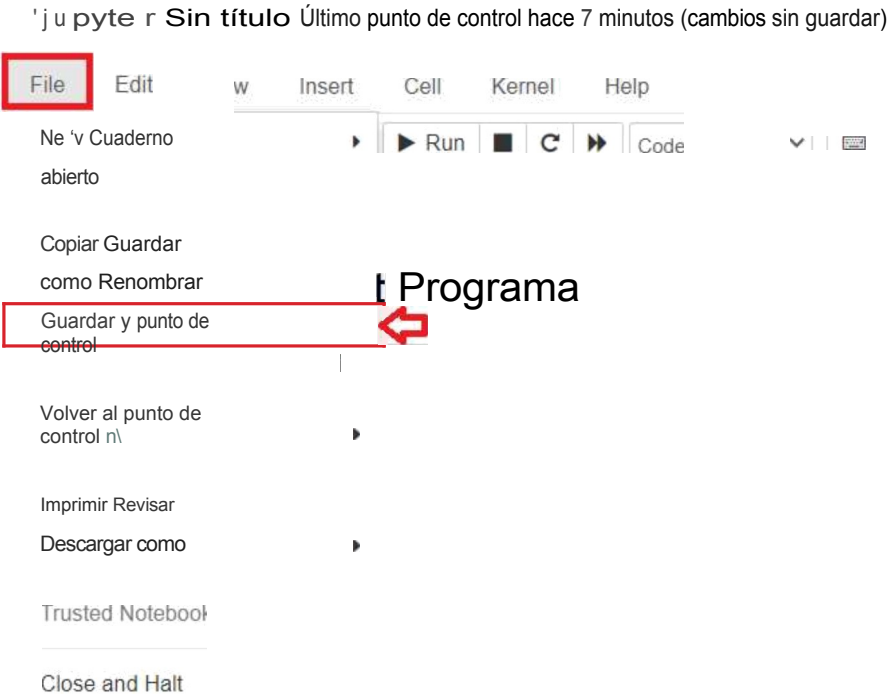 'jupyte r Sin título Último punto de control hace 7 minutos (cambios sin guardar)
File Edit w Insert Cell Kernel Help
Ne 'v Cuaderno
abierto
Run Code
Copiar Guardar
como Renombrar
t Programa
Guardar y punto de
control
Volver al punto de
control n\
Imprimir Revisar
Descargar como
Trusted Notebook
Close and Halt